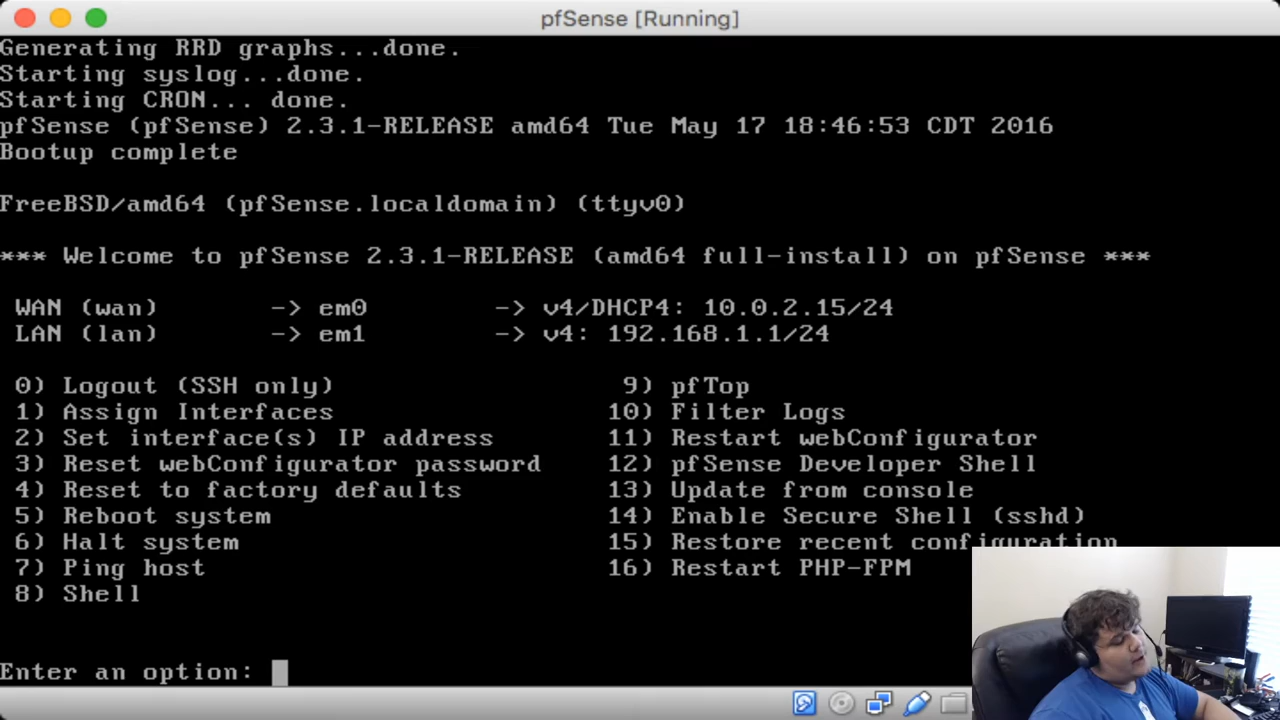 pfSense [Running]
Generating RRD graphs...done.
Starting syslog...done.
Starting CRON... done.
pfSense (pfSense) 2.3.1-RELEASE amd64 Tue May 17 18:46:53 CDT 2016
Bootup complete
FreeBSD/amd64 (pfSense.localdomain) (ttyv0)
*** Welcome to pfSense 2.3.1-RELEASE (amd64 full-install) on pfSense ***
WAN (wan) -> em0 -> v4/DHCP4: 10.0.2.15/24
LAN (lan) -> em1 -> v4: 192.168.1.1/24
0) Logout (SSH only) 9) pfTop
1) Assign Interfaces 10) Filter Logs
2) Set interface(s) IP address 11) Restart webConfigurator
3) Reset webConfigurator password 12) pfSense Developer Shell
4) Reset to factory defaults 13) Update from console
5) Reboot system 14) Enable Secure Shell (sshd)
6) Halt system 15) Restore recent configuration
7) Ping host 16) Restart PHP-FPM
8) Shell
Enter an option: